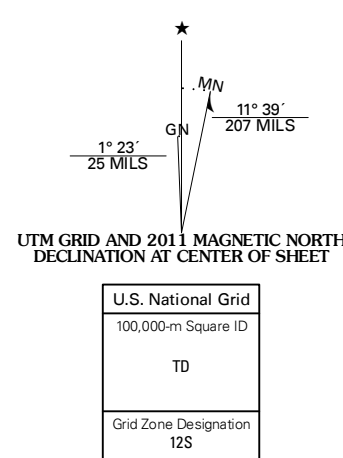 ★
MN
GN
11° 39´
207 MILS
1° 23´
25 MILS
UTM GRID AND 2011 MAGNETIC NORTH
DECLINATION AT CENTER OF SHEET
U.S. National Grid
100,000-m Square ID
TD
Grid Zone Designation
12S